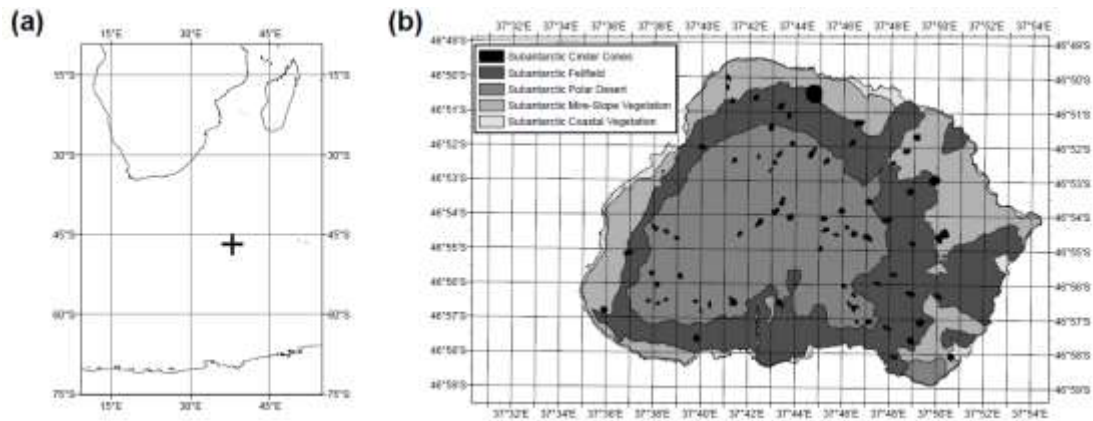 (a)
15°E 30°E 45°E
15°S 15°S
30°S 30°S
45°S 45°S
60°S 60°S
75°S 75°S
15°E 30°E 45°E
(b)
37°32'E 37°34'E 37°36'E 37°38'E 37°40'E 37°42'E 37°44'E 37°46'E 37°48'E 37°50'E 37°52'E 37°54'E
Subantarctic Cinder Cones
Subantarctic Fellfield
Subantarctic Polar Desert
Subantarctic Mire-Slope Vegetation
Subantarctic Coastal Vegetation
46°49'S 46°49'S
46°50'S 46°50'S
46°51'S 46°51'S
46°52'S 46°52'S
46°53'S 46°53'S
46°54'S 46°54'S
46°55'S 46°55'S
46°56'S 46°56'S
46°57'S 46°57'S
46°58'S 46°58'S
46°59'S 46°59'S
37°32'E 37°34'E 37°36'E 37°38'E 37°40'E 37°42'E 37°44'E 37°46'E 37°48'E 37°50'E 37°52'E 37°54'E